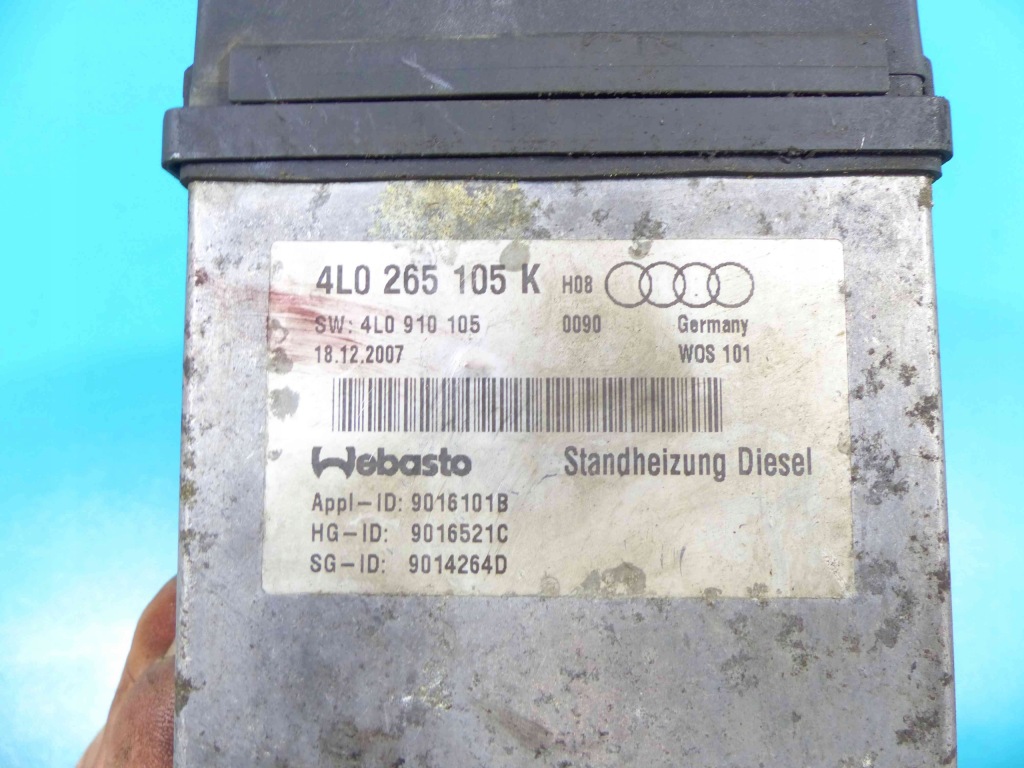 4L0 265 105 K H08
SW: 4L0 910 105 0090 Germany
18.12.2007 WOS 101
Webasto Standheizung Diesel
Appl-ID: 9016101B
HG-ID: 9016521C
SG-ID: 9014264D